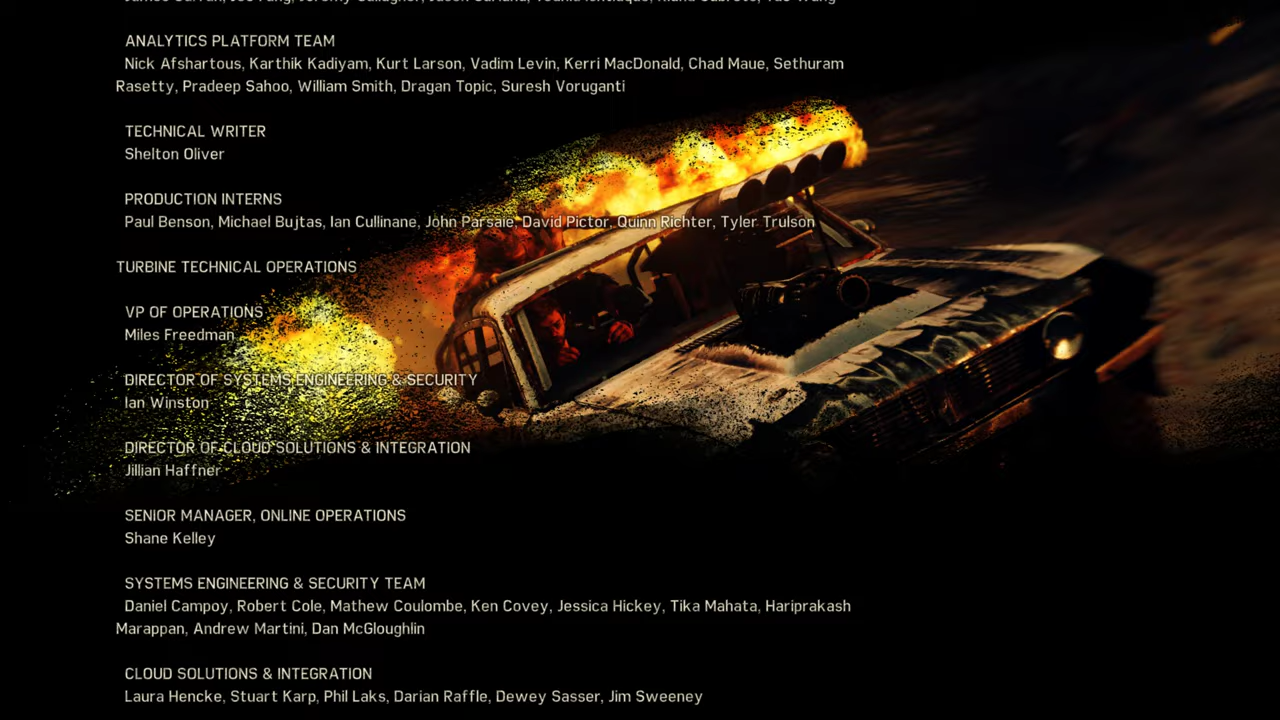 ANALYTICS PLATFORM TEAM
Nick Afshartous, Karthik Kadiyam, Kurt Larson, Vadim Levin, Kerri MacDonald, Chad Maue, Sethuram
Rasetty, Pradeep Sahoo, William Smith, Dragan Topic, Suresh Voruganti
TECHNICAL WRITER
Shelton Oliver
PRODUCTION INTERNS
Paul Benson, Michael Bujtas, Ian Cullinane, John Parsaie, David Pictor, Quinn Richter, Tyler Trulson
TURBINE TECHNICAL OPERATIONS
VP OF OPERATIONS
Miles Freedman
DIRECTOR OF SYSTEMS ENGINEERING & SECURITY
Ian Winston
DIRECTOR OF CLOUD SOLUTIONS & INTEGRATION
Jillian Haffner
SENIOR MANAGER, ONLINE OPERATIONS
Shane Kelley
SYSTEMS ENGINEERING & SECURITY TEAM
Daniel Campoy, Robert Cole, Mathew Coulombe, Ken Covey, Jessica Hickey, Tika Mahata, Hariprakash
Marappan, Andrew Martini, Dan McGloughlin
CLOUD SOLUTIONS & INTEGRATION
Laura Hencke, Stuart Karp, Phil Laks, Darian Raffle, Dewey Sasser, Jim Sweeney